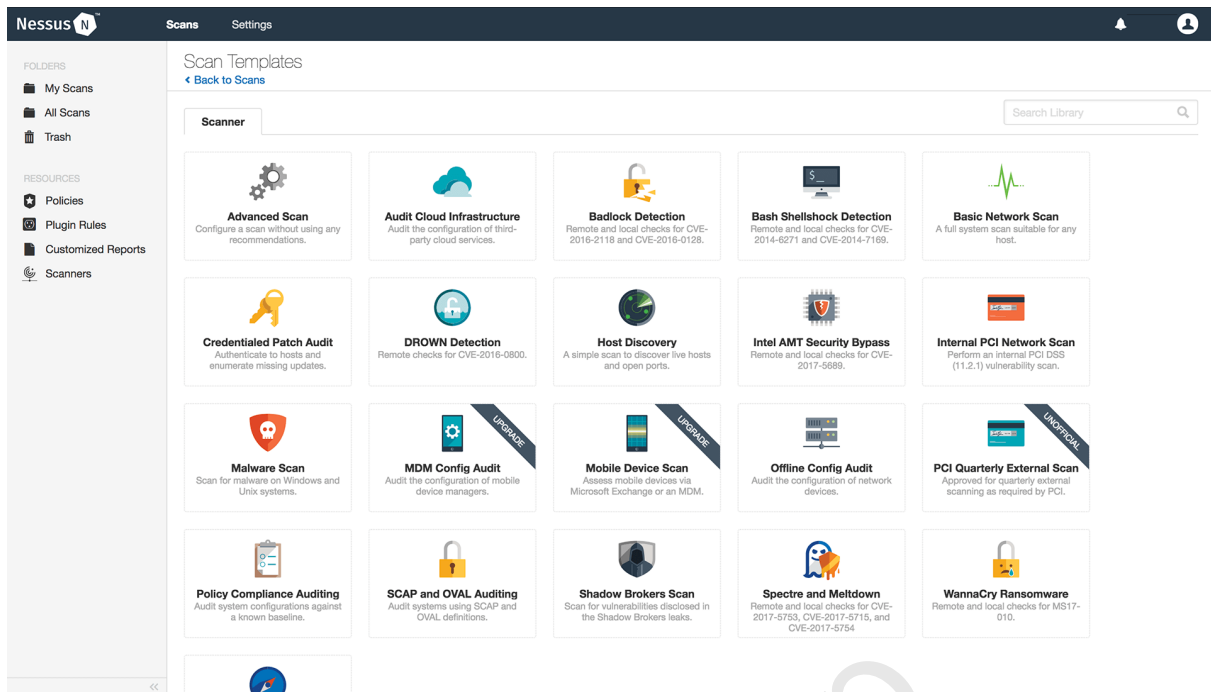 Nessus N ™
Scans
Settings
FOLDERS
My Scans
All Scans
Trash
RESOURCES
Policies
Plugin Rules
Customized Reports
Scanners
Scan Templates
Back to Scans
Scanner
Search Library
Advanced Scan
Configure a scan without using any
recommendations.
Audit Cloud Infrastructure
Audit the configuration of third-
party cloud services.
Badlock Detection
Remote and local checks for CVE-
2016-2118 and CVE-2016-0128.
$_
Bash Shellshock Detection
Remote and local checks for CVE-
2014-6271 and CVE-2014-7169.
Basic Network Scan
A full system scan suitable for any
host.
Credentialed Patch Audit
Authenticate to hosts and
enumerate missing updates.
DROWN Detection
Remote checks for CVE-2016-0800.
Host Discovery
A simple scan to discover live hosts
and open ports.
Intel AMT Security Bypass
Remote and local checks for CVE-
2017-5689.
Internal PCI Network Scan
Perform an internal PCI DSS
(11.2.1) vulnerability scan.
Malware Scan
Scan for malware on Windows and
Unix systems.
UPGRADE
MDM Config Audit
Audit the configuration of mobile
device managers.
UPGRADE
Mobile Device Scan
Assess mobile devices via
Microsoft Exchange or an MDM.
Offline Config Audit
Audit the configuration of network
devices.
UNOFFICIAL
PCI Quarterly External Scan
Approved for quarterly external
scanning as required by PCI.
Policy Compliance Auditing
Audit system configurations against
a known baseline.
SCAP and OVAL Auditing
Audit systems using SCAP and
OVAL definitions.
Shadow Brokers Scan
Scan for vulnerabilities disclosed in
the Shadow Brokers leaks.
Spectre and Meltdown
Remote and local checks for CVE-
2017-5753, CVE-2017-5715, and
CVE-2017-5754
WannaCry Ransomware
Remote and local checks for MS17-
010.